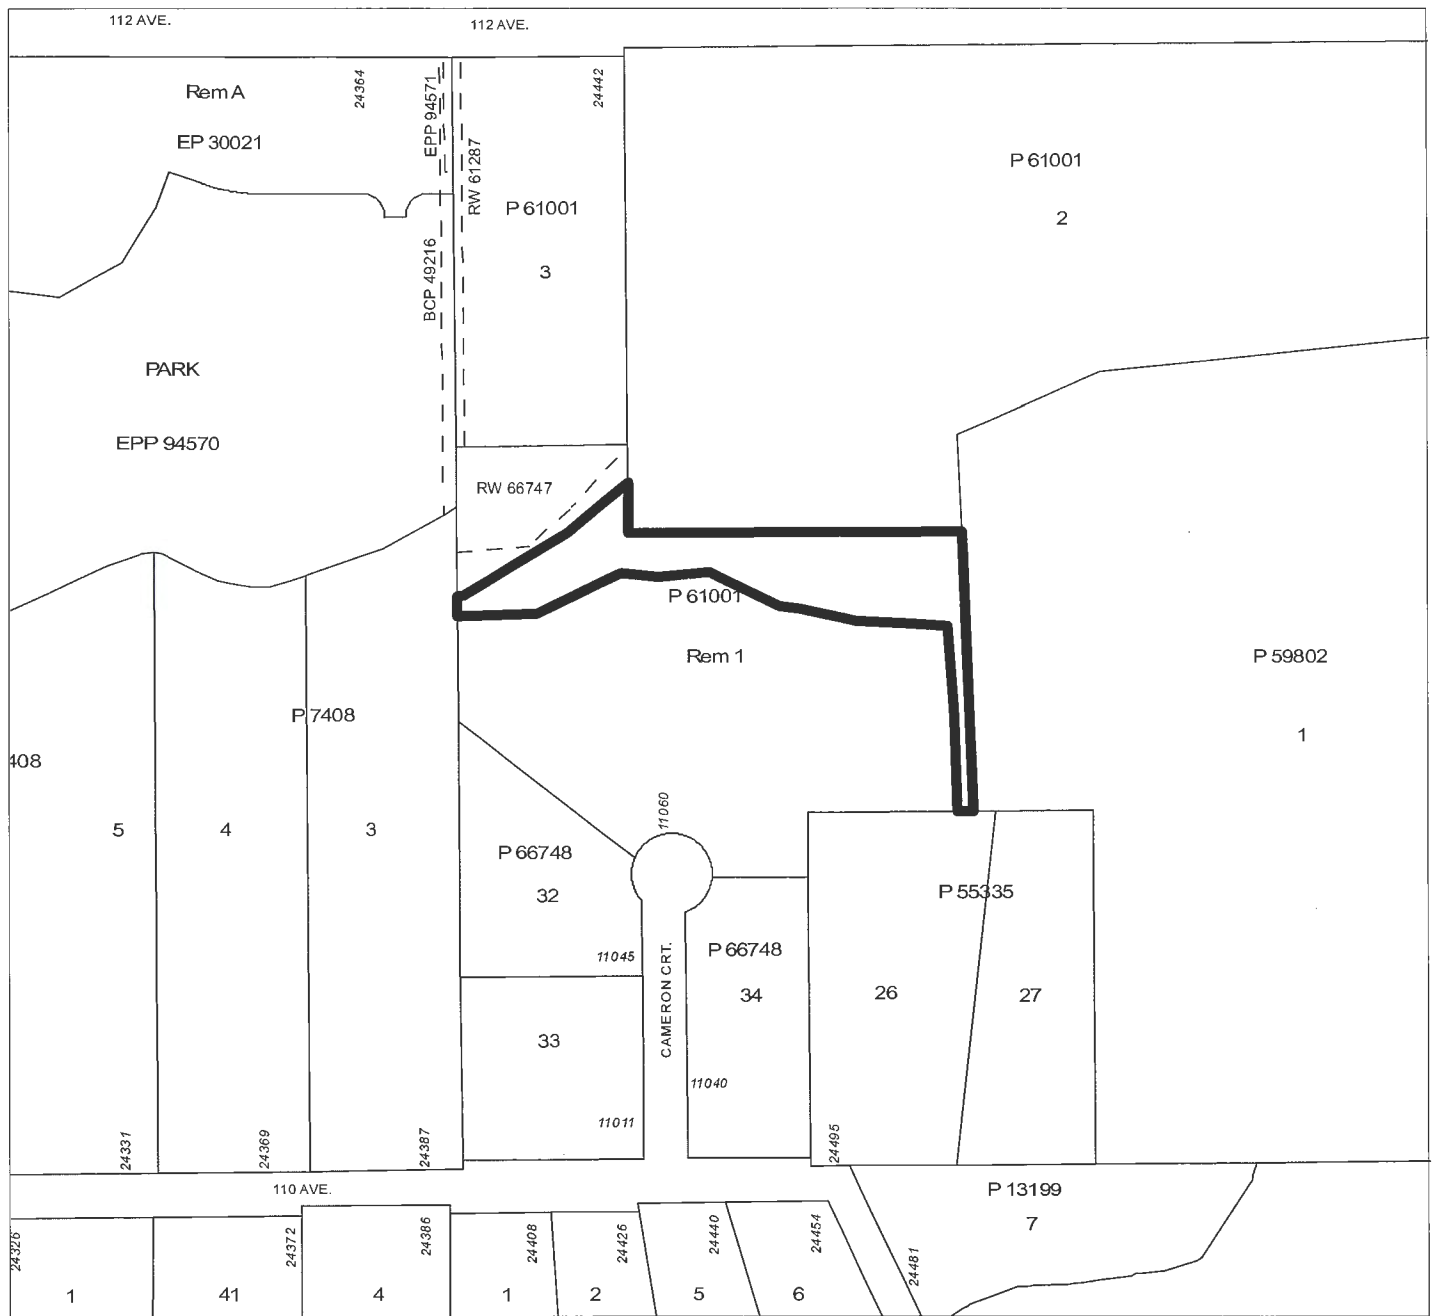 112 AVE.
112 AVE.
Rem A
EP 30021
24364
EPP 94571
RW 61287
24442
P 61001
3
P 61001
2
BCP 49216
PARK
EPP 94570
RW 66747
P 61001
Rem 1
P 59802
1
P 7408
408
5
4
3
11060
P 66748
32
11045
CAMERON CRT.
P 66748
34
P 55335
26
27
33
11040
11011
24331
24369
24387
24495
110 AVE.
P 13199
7
24326
24372
24386
24408
24426
24440
24454
24481
1
41
4
1
2
5
6